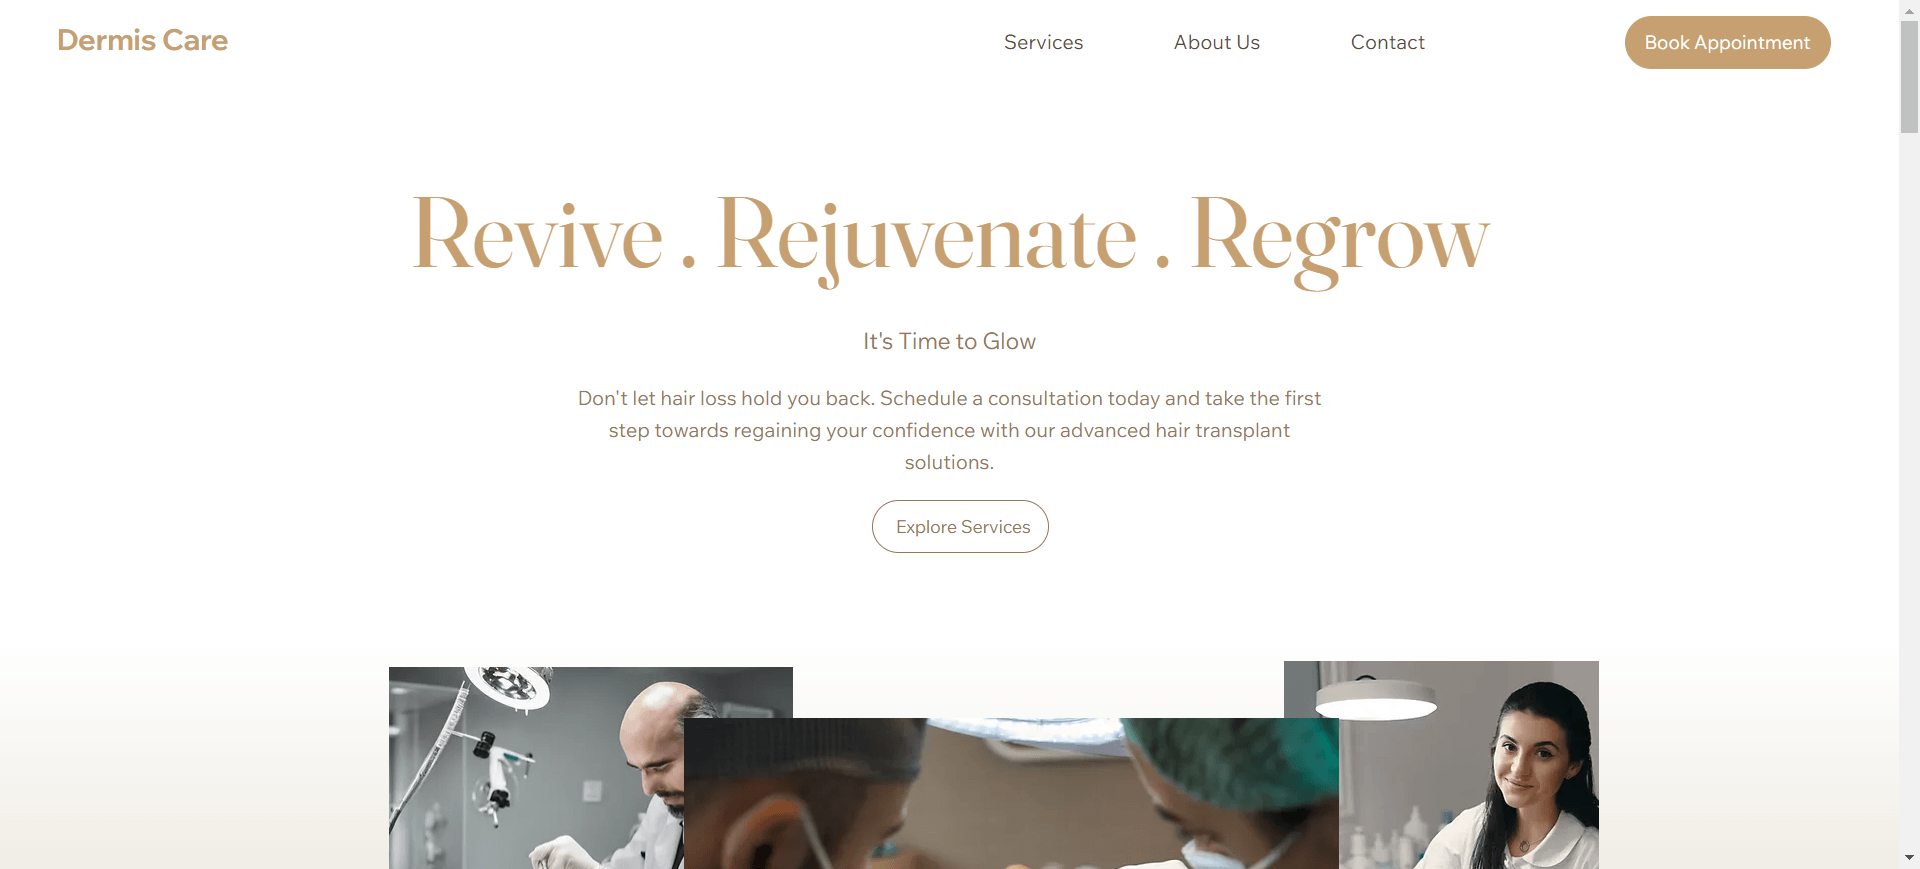 Dermis Care
Services
About Us
Contact
Book Appointment
Revive . Rejuvenate . Regrow
It's Time to Glow
Don't let hair loss hold you back. Schedule a consultation today and take the first
step towards regaining your confidence with our advanced hair transplant
solutions.
Explore Services